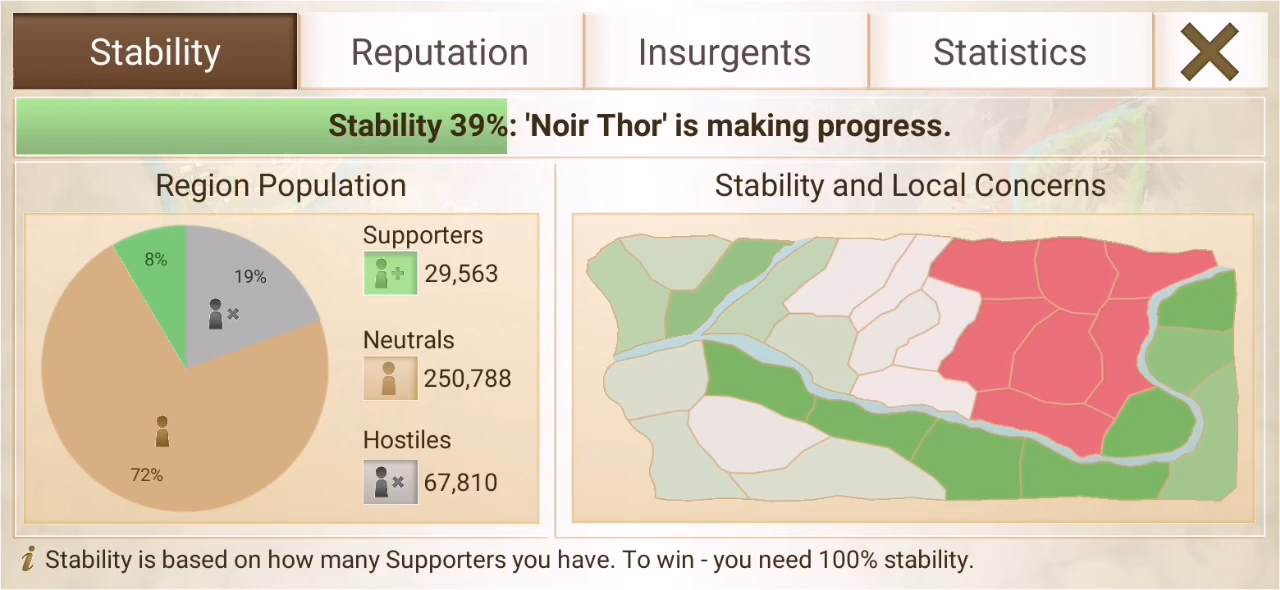 Stability
Reputation
Insurgents
Statistics
Stability 39%: 'Noir Thor' is making progress.
Region Population
8%
19%
72%
Supporters
29,563
Neutrals
250,788
Hostiles
67,810
Stability and Local Concerns
i Stability is based on how many Supporters you have. To win - you need 100% stability.